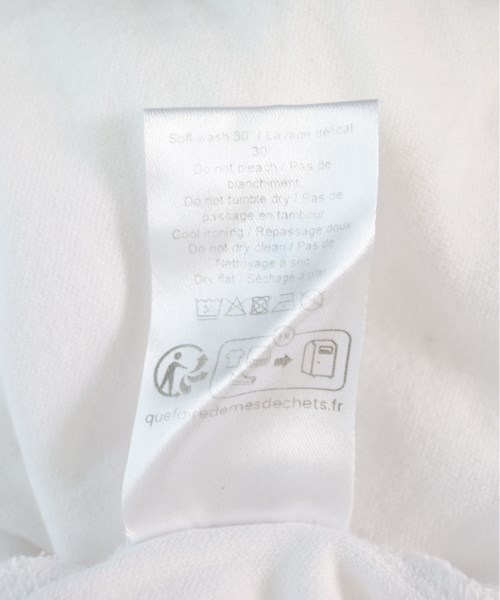 Soft wash 30 / Lavage délicat
30
Do not bleach / Pas de
blanchiment
Do not tumble dry / Pas de
passage en tambour
Cool ironing / Repassage doux
Do not dry clean / Pas de
Nettoyage à sec
Dry flat / Séchage à plat
FR
quefairedemesdechets.fr